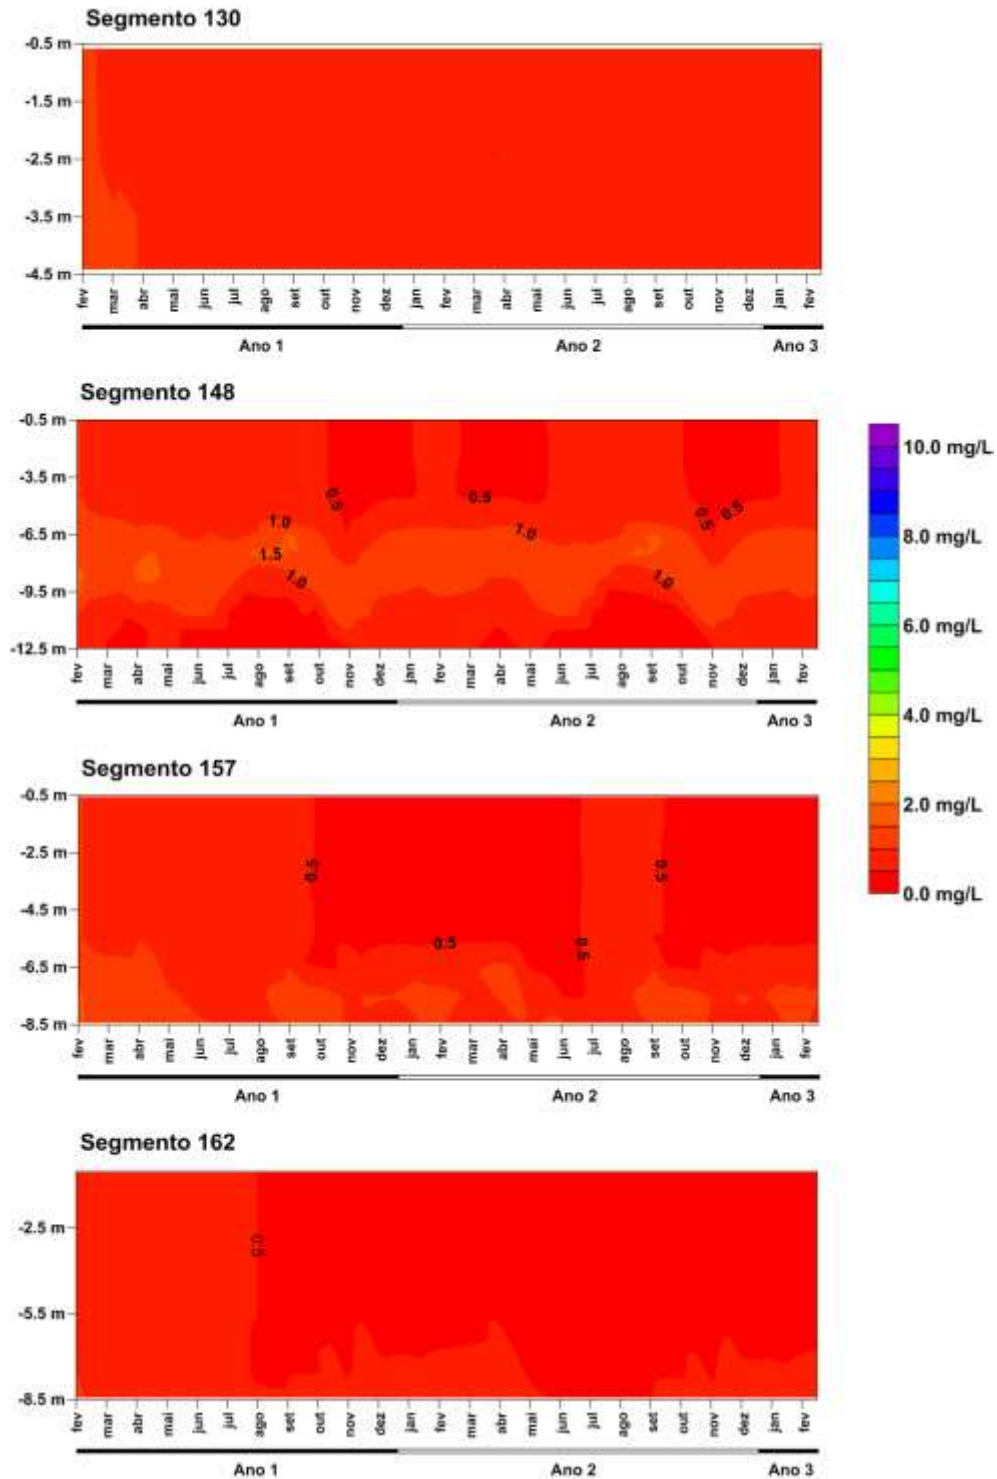 Segmento 130
-0.5 m
-1.5 m
-2.5 m
-3.5 m
-4.5 m
fev mar abr mai jun jul ago set out nov dez jan fev mar abr mai jun jul ago set out nov dez jan fev
Ano 1 Ano 2 Ano 3
Segmento 148
-0.5 m
-3.5 m
-6.5 m
-9.5 m
-12.5 m
0.5 0.5 0.5 0.5
1.0 1.0
1.5
1.0 1.0
fev mar abr mai jun jul ago set out nov dez jan fev mar abr mai jun jul ago set out nov dez jan fev
Ano 1 Ano 2 Ano 3
10.0 mg/L
8.0 mg/L
6.0 mg/L
4.0 mg/L
2.0 mg/L
0.0 mg/L
Segmento 157
-0.5 m
-2.5 m
-4.5 m
-6.5 m
-8.5 m
0.5 0.5
0.5 0.5
fev mar abr mai jun jul ago set out nov dez jan fev mar abr mai jun jul ago set out nov dez jan fev
Ano 1 Ano 2 Ano 3
Segmento 162
-2.5 m
-5.5 m
-8.5 m
0.5
fev mar abr mai jun jul ago set out nov dez jan fev mar abr mai jun jul ago set out nov dez jan fev
Ano 1 Ano 2 Ano 3